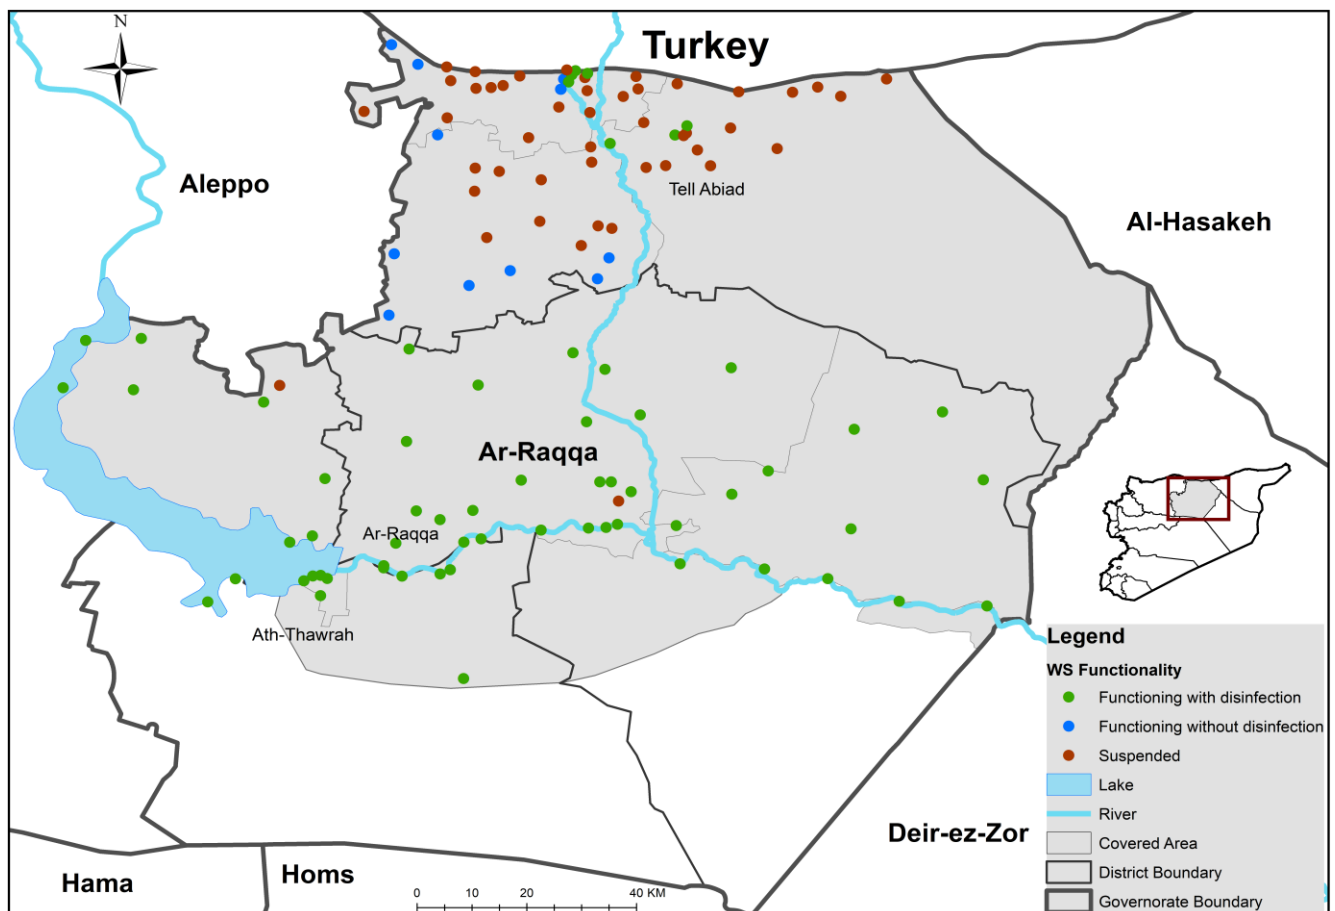 N
Turkey
Aleppo
Tell Abiad
Al-Hasakeh
Ar-Raqqa
Ar-Raqqa
Ath-Thawrah
Deir-ez-Zor
Hama
Homs
0 10 20 40 KM
Legend
WS Functionality
Functioning with disinfection
Functioning without disinfection
Suspended
Lake
River
Covered Area
District Boundary
Governorate Boundary